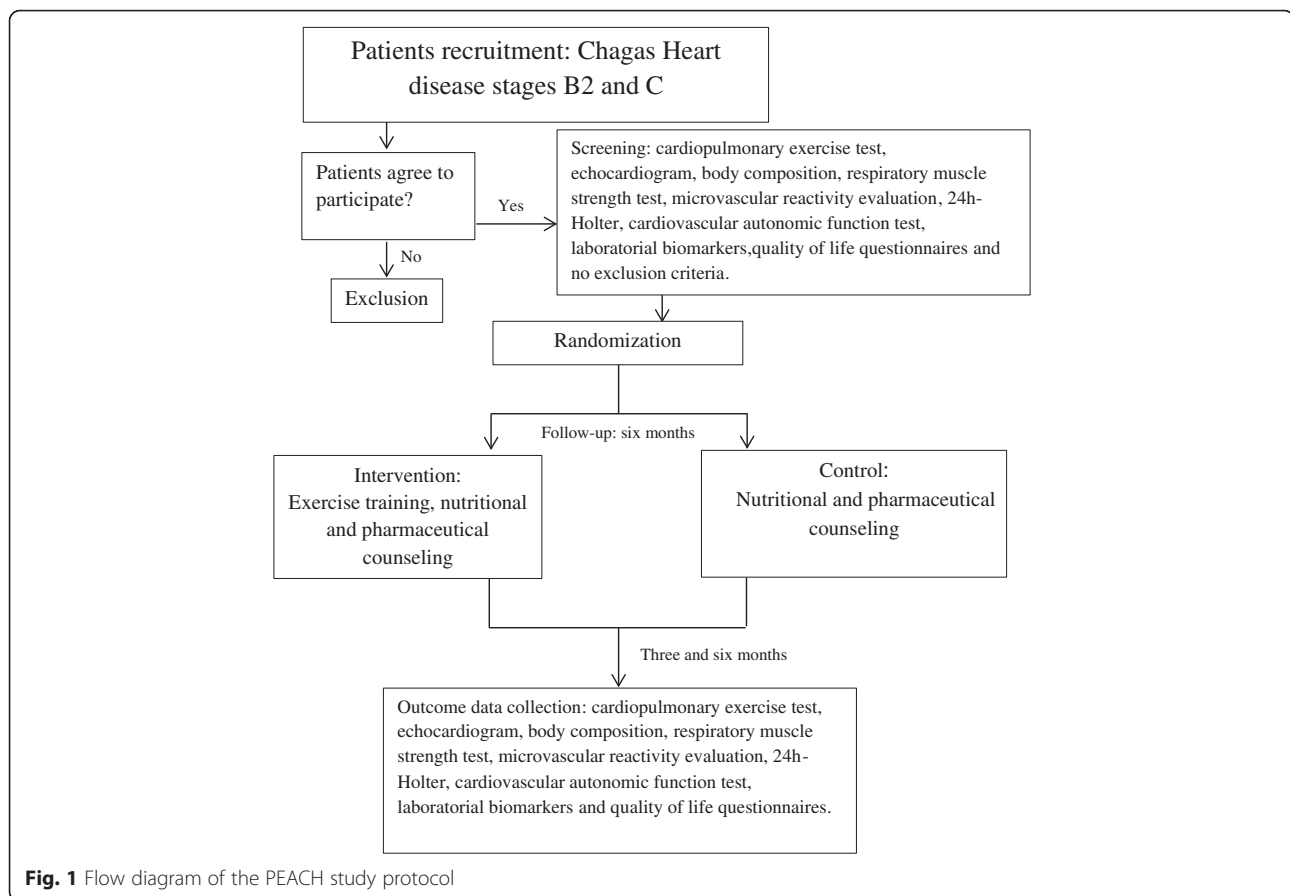 Patients recruitment: Chagas Heart
disease stages B2 and C
Patients agree to
participate?
Yes
Screening: cardiopulmonary exercise test,
echocardiogram, body composition, respiratory muscle
strength test, microvascular reactivity evaluation, 24h-
Holter, cardiovascular autonomic function test,
laboratorial biomarkers,quality of life questionnaires and
no exclusion criteria.
No
Exclusion
Randomization
Follow-up: six months
Intervention:
Exercise training, nutritional
and pharmaceutical
counseling
Control:
Nutritional and pharmaceutical
counseling
Three and six months
Outcome data collection: cardiopulmonary exercise test,
echocardiogram, body composition, respiratory muscle
strength test, microvascular reactivity evaluation, 24h-
Holter, cardiovascular autonomic function test,
laboratorial biomarkers and quality of life questionnaires.
Fig. 1 Flow diagram of the PEACH study protocol